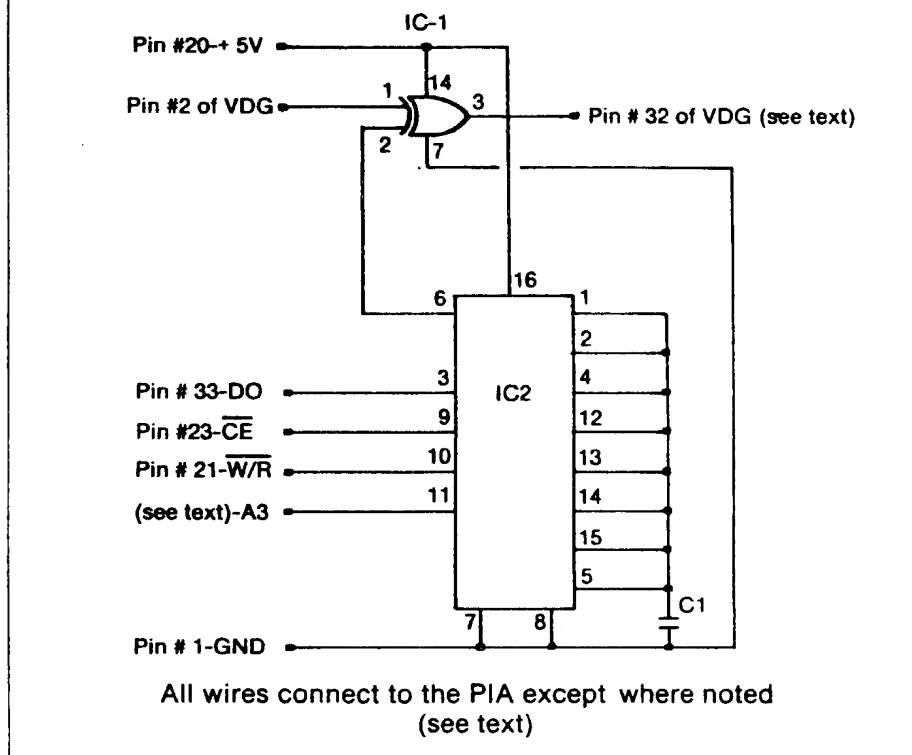 IC-1
Pin #20-+ 5V
14
1
Pin #2 of VDG
3
Pin # 32 of VDG (see text)
2
7
16
6
1
2
3
Pin # 33-DO
IC2
4
9
Pin #23-CE
12
10
Pin # 21-W/R
13
11
(see text)-A3
14
15
5
C1
7
8
Pin # 1-GND
All wires connect to the PIA except where noted
(see text)